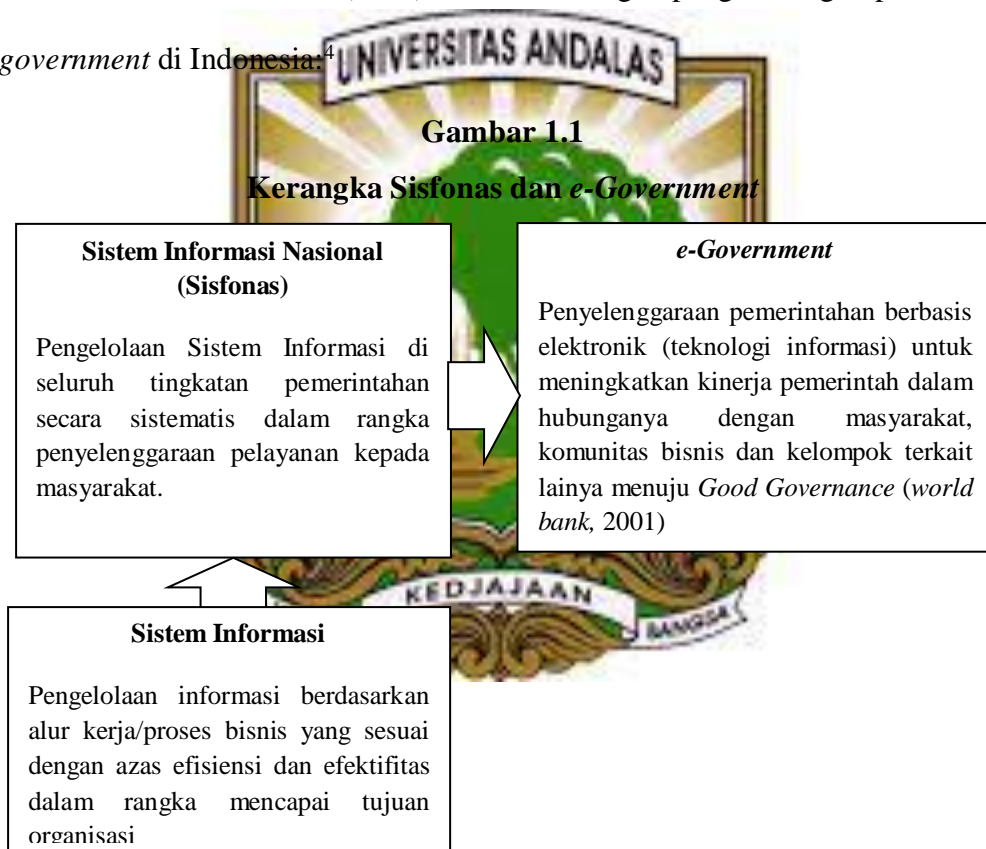 government di Indonesia:4
UNIVERSITAS ANDALAS
Gambar 1.1
Kerangka Sisfonas dan e-Government
Sistem Informasi Nasional
(Sisfonas)
Pengelolaan Sistem Informasi di
seluruh tingkatan pemerintahan
secara sistematis dalam rangka
penyelenggaraan pelayanan kepada
masyarakat.
e-Government
Penyelenggaraan pemerintahan berbasis
elektronik (teknologi informasi) untuk
meningkatkan kinerja pemerintah dalam
hubunganya dengan masyarakat,
komunitas bisnis dan kelompok terkait
lainya menuju Good Governance (world
bank, 2001)
KEDJAJAAN
BANGSA
Sistem Informasi
Pengelolaan informasi berdasarkan
alur kerja/proses bisnis yang sesuai
dengan azas efisiensi dan efektifitas
dalam rangka mencapai tujuan
organisasi